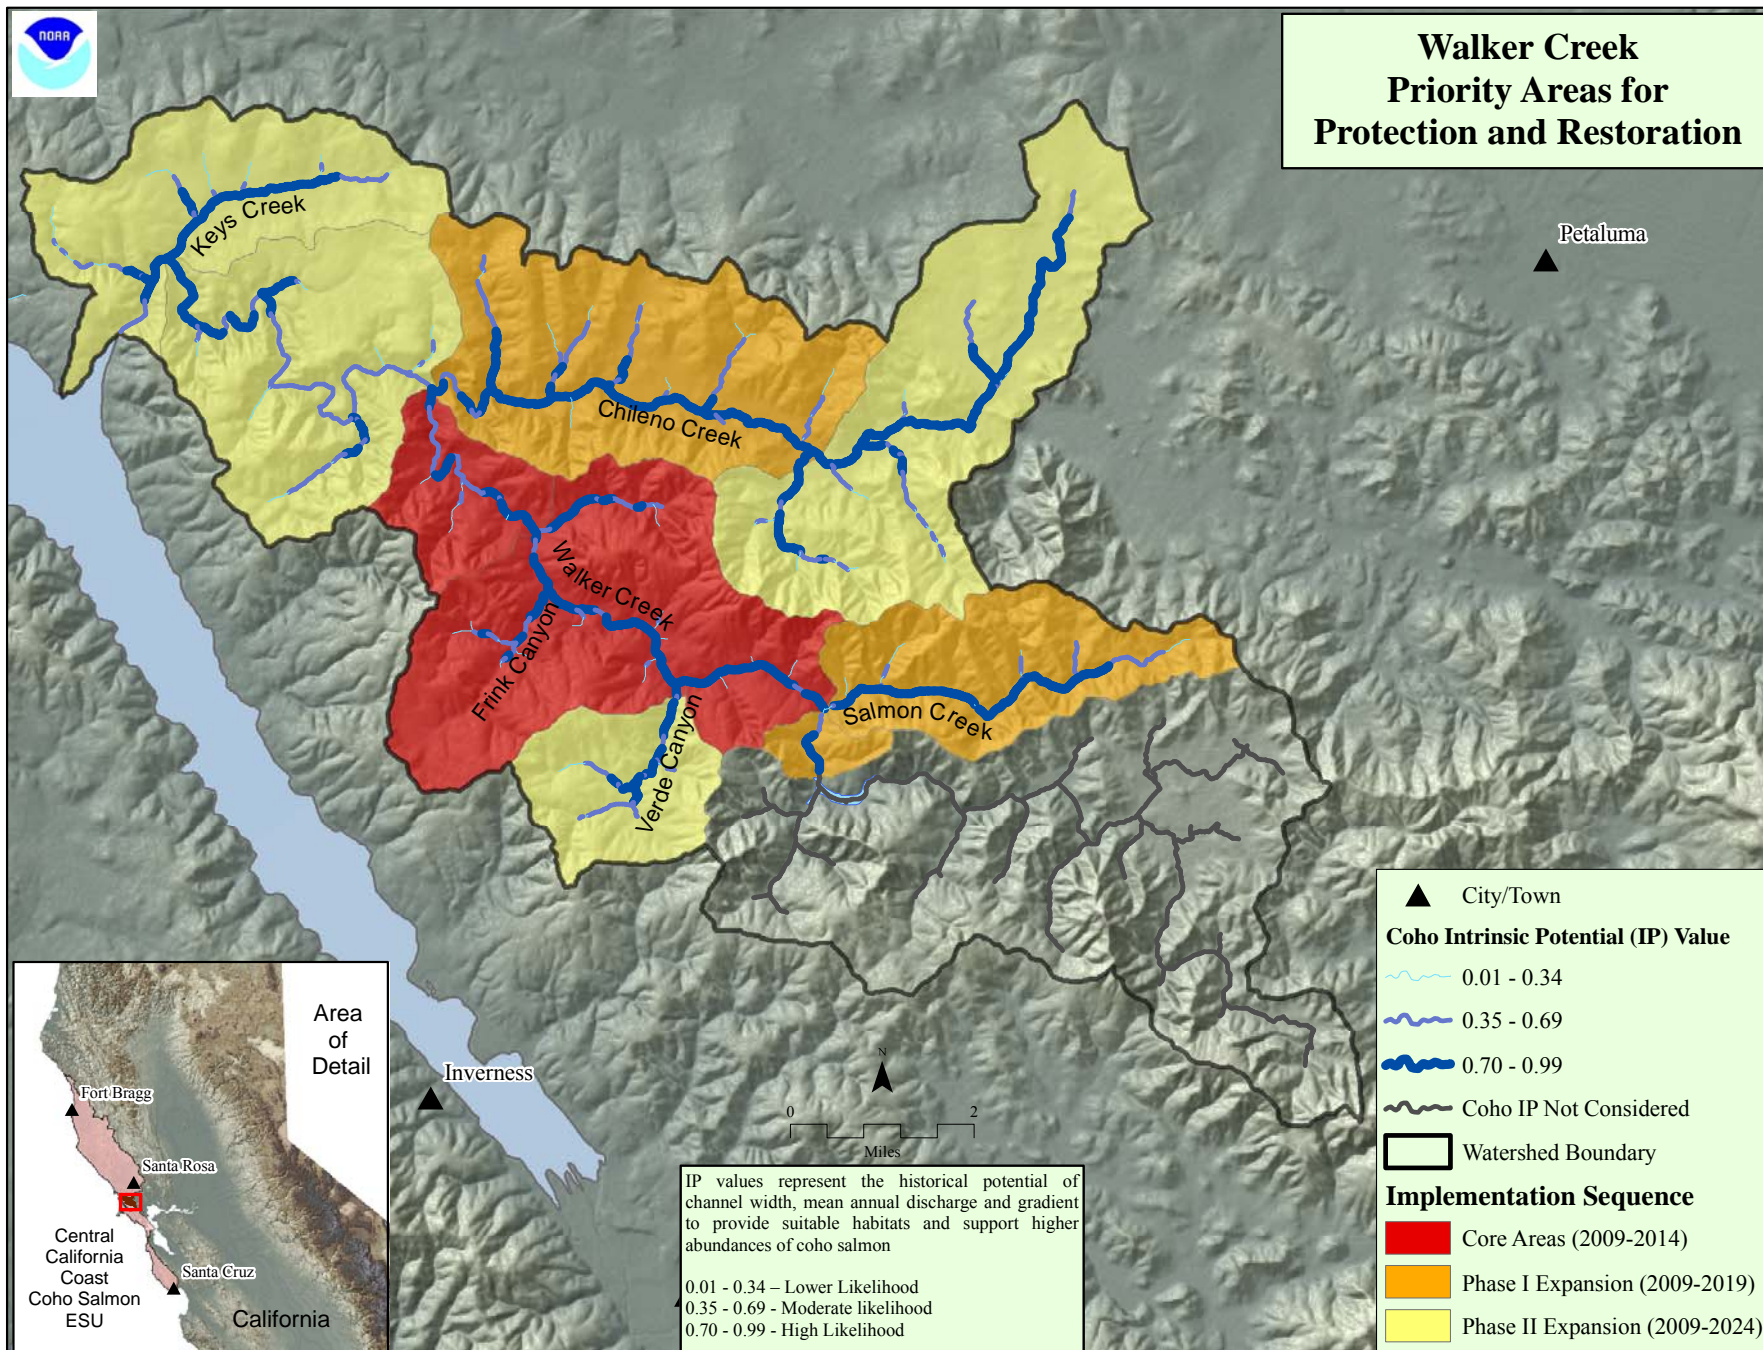 NOAA
Walker Creek
Priority Areas for
Protection and Restoration
Petaluma
Keys Creek
Chileno Creek
Walker Creek
Frink Canyon
Salmon Creek
Verde Canyon
Inverness
N
0 2
Miles
IP values represent the historical potential of
channel width, mean annual discharge and gradient
to provide suitable habitats and support higher
abundances of coho salmon
0.01 - 0.34 – Lower Likelihood
0.35 - 0.69 - Moderate likelihood
0.70 - 0.99 - High Likelihood
City/Town
Coho Intrinsic Potential (IP) Value
0.01 - 0.34
0.35 - 0.69
0.70 - 0.99
Coho IP Not Considered
Watershed Boundary
Implementation Sequence
Core Areas (2009-2014)
Phase I Expansion (2009-2019)
Phase II Expansion (2009-2024)
Area
of
Detail
Fort Bragg
Santa Rosa
Central
California
Coast
Coho Salmon
ESU
Santa Cruz
California